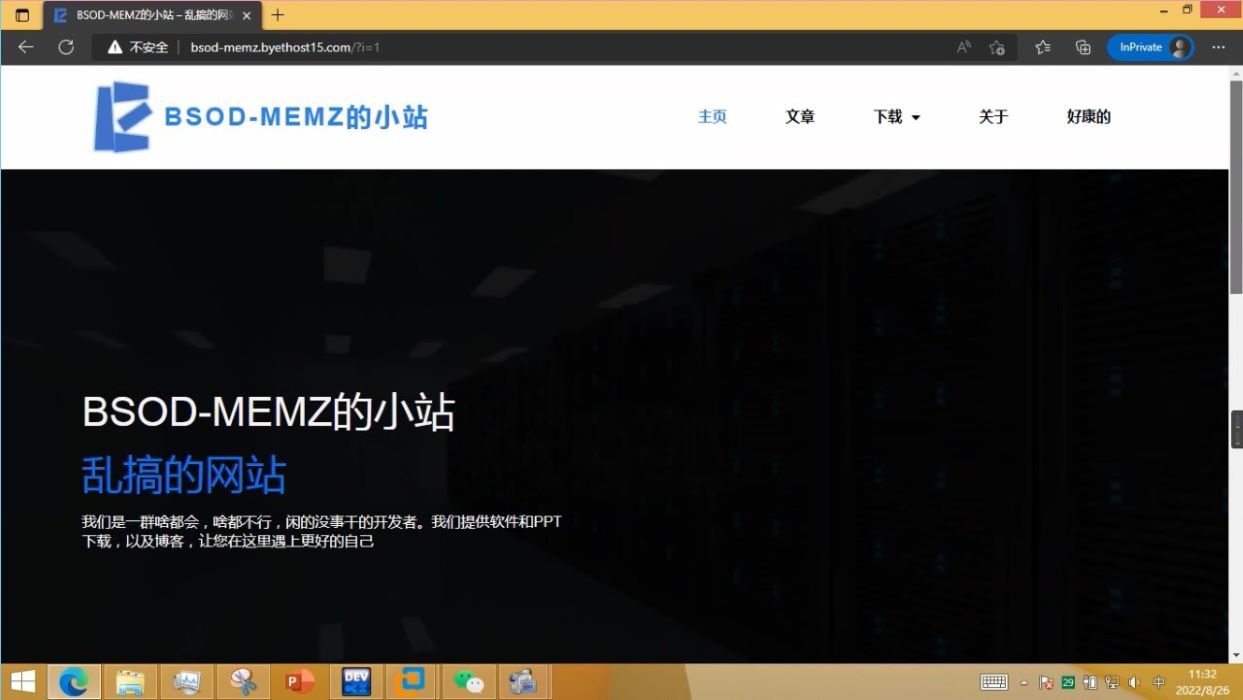 BSOD-MEMZ的小站 – 乱搞的网
不安全
bsod-memz.byethost15.com/?i=1
InPrivate
BSOD-MEMZ的小站
主页
文章
下载
关于
好康的
BSOD-MEMZ的小站
乱搞的网站
我们是一群啥都会，啥都不行，闲的没事干的开发者。我们提供软件和PPT
下载，以及博客，让您在这里遇上更好的自己
P
DEV
29
中
11:32
2022/8/26